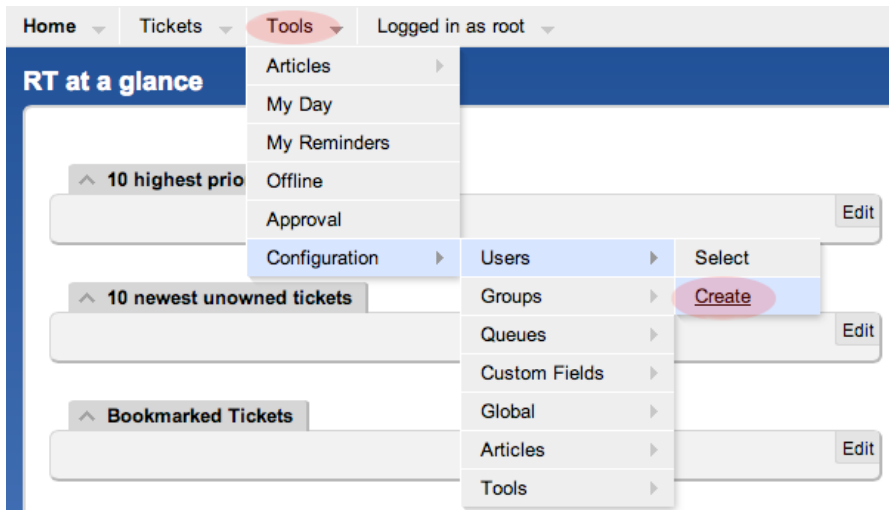 Home Tickets Tools Logged in as root
RT at a glance
Articles
My Day
My Reminders
10 highest prio
Offline
Approval
Edit
Configuration Users Select
10 newest unowned tickets
Groups Create
Queues
Edit
Custom Fields
Bookmarked Tickets
Global
Articles
Edit
Tools